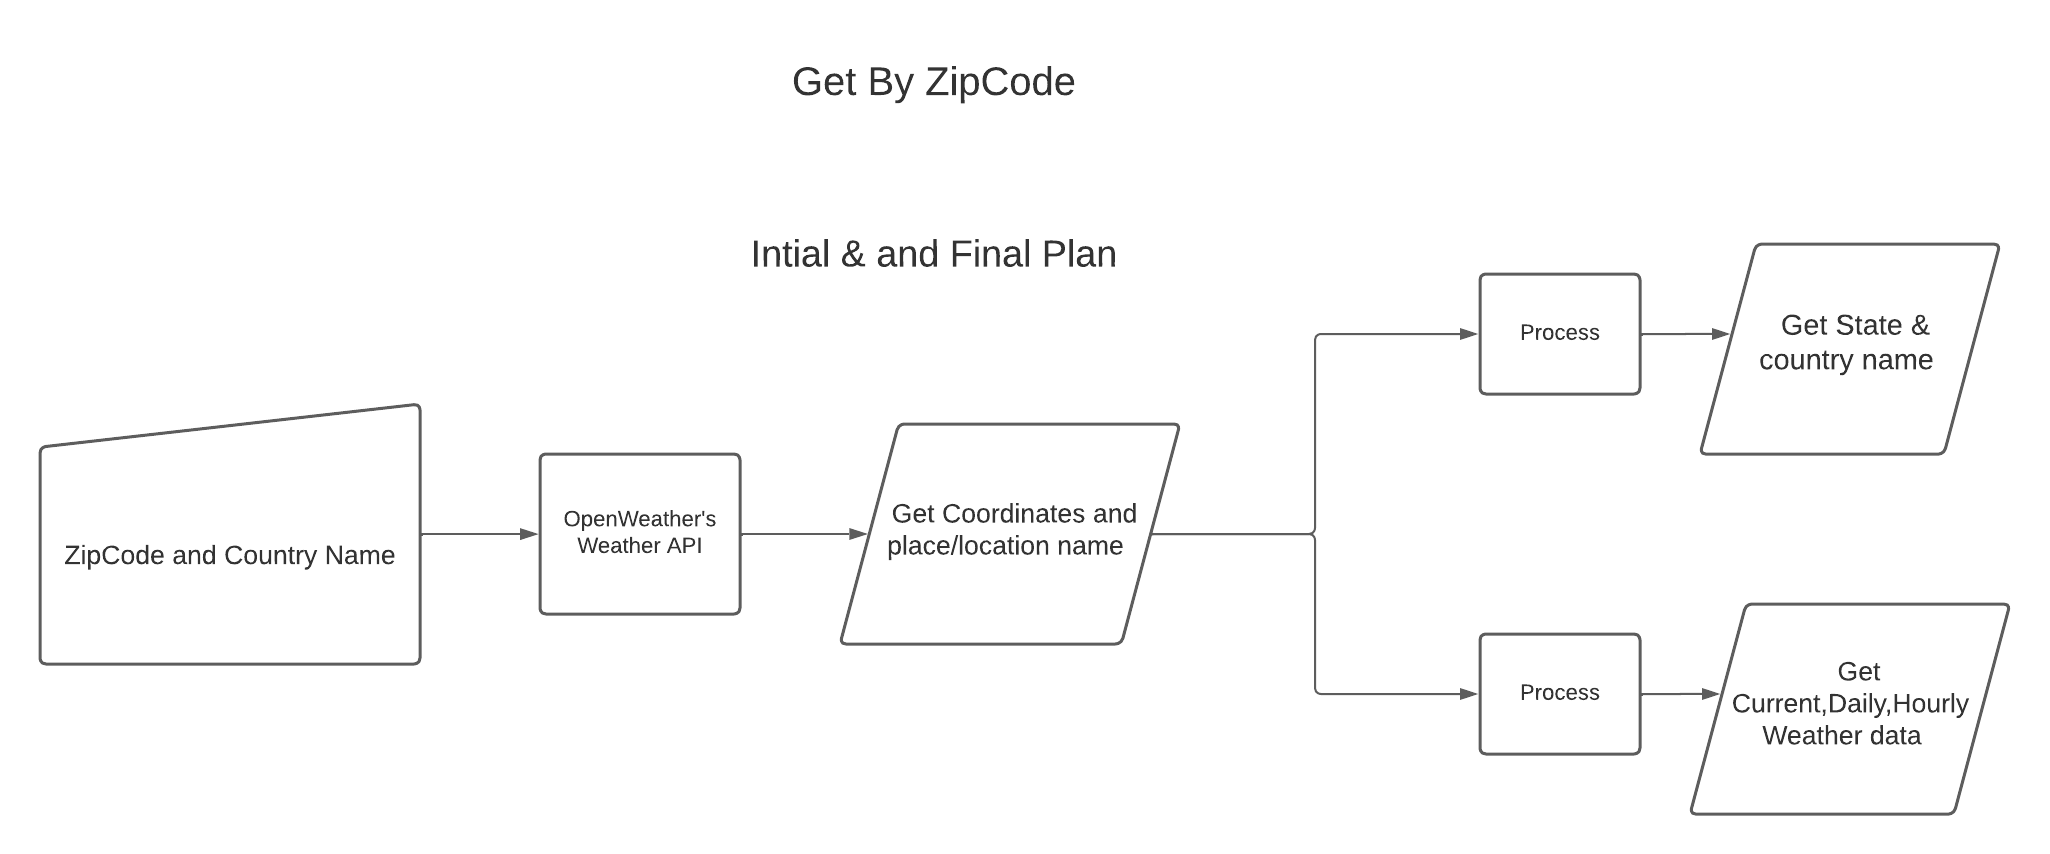 Get By ZipCode
Intial & and Final Plan
ZipCode and Country Name
OpenWeather's
Weather API
Get Coordinates and
place/location name
Process
Get State &
country name
Process
Get
Current,Daily,Hourly
Weather data